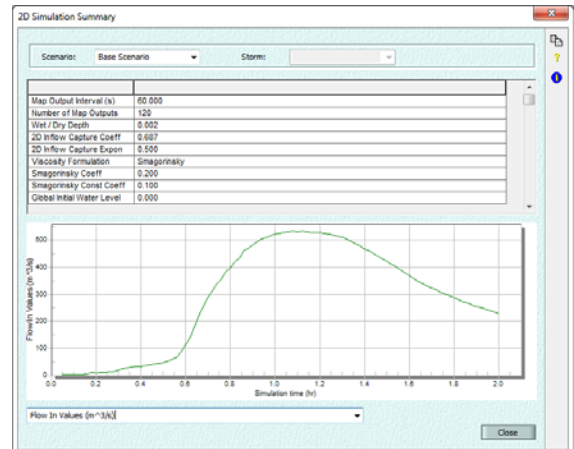 2D Simulation Summary
Scenario: Base Scenario Storm:
Map Output Interval (s) 60.000
Number of Map Outputs 120
Wet / Dry Depth 0.002
2D Inflow Capture Coeff 0.687
2D Inflow Capture Expon 0.500
Viscosity Formulation Smagorinsky
Smagorinsky Coeff 0.200
Smagorinsky Const Coeff 0.100
Global Initial Water Level 0.000
Flow In Values (m^3/s)
500
400
300
200
100
0
0.0 0.2 0.4 0.6 0.8 1.0 1.2 1.4 1.6 1.8 2.0
Simulation time (hr)
Flow In Values (m^3/s)
Close